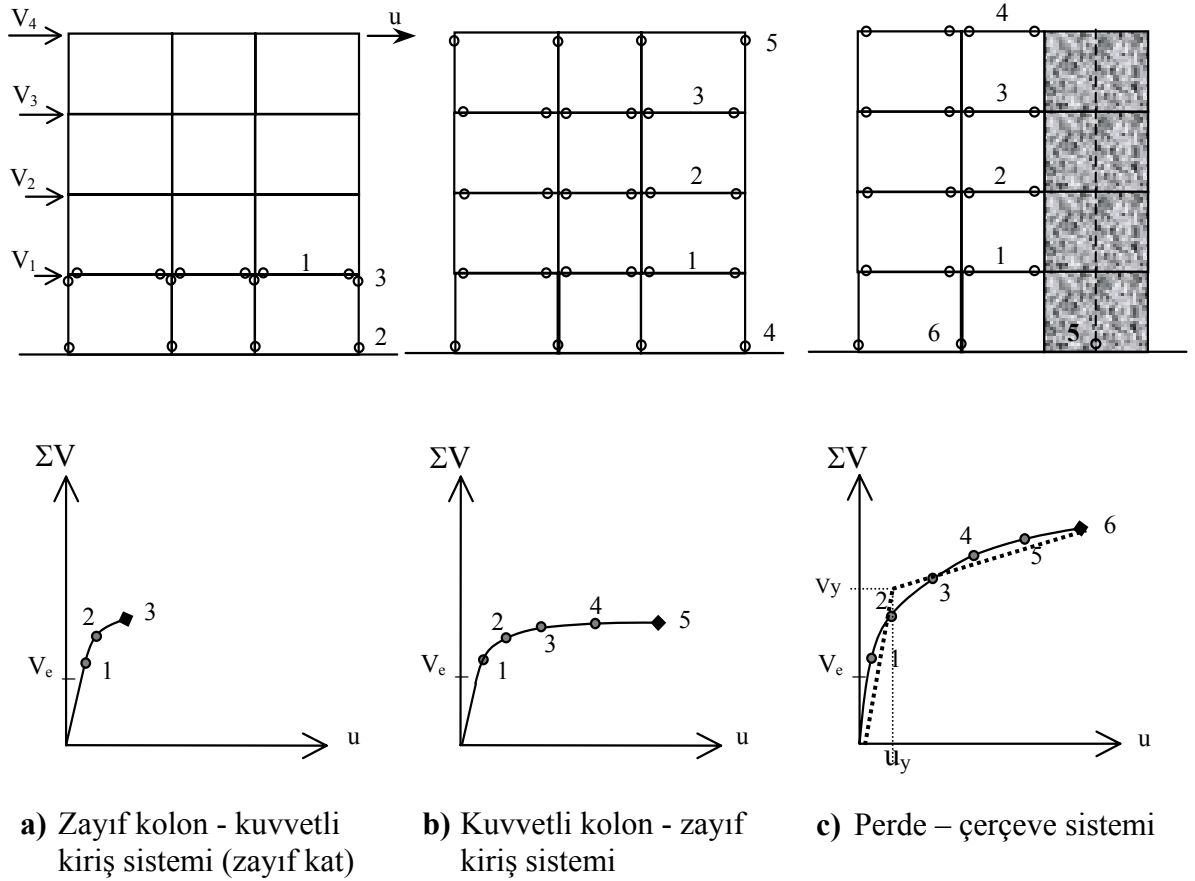 V₄
u
V₃
V₂
V₁
1
3
2
5
3
2
1
4
4
3
2
1
6
5
ΣV
3
2
1
Vₑ
u
ΣV
2
3
4
5
1
Vₑ
u
ΣV
6
4
5
3
Vy
2
1
Vₑ
u
uy
a) Zayıf kolon - kuvvetli
kiriş sistemi (zayıf kat)
b) Kuvvetli kolon - zayıf
kiriş sistemi
c) Perde – çerçeve sistemi